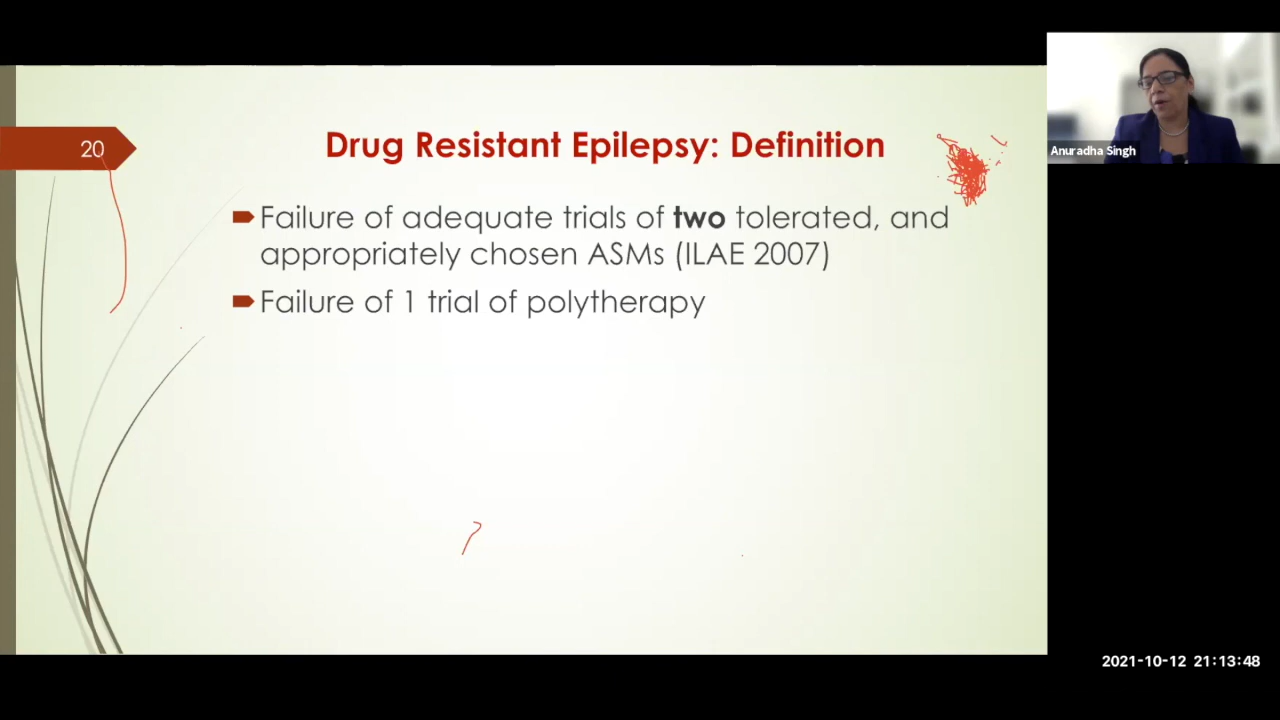 20
Drug Resistant Epilepsy: Definition
Failure of adequate trials of two tolerated, and
appropriately chosen ASMs (ILAE 2007)
Failure of 1 trial of polytherapy
Anuradha Singh
2021-10-12 21:13:48